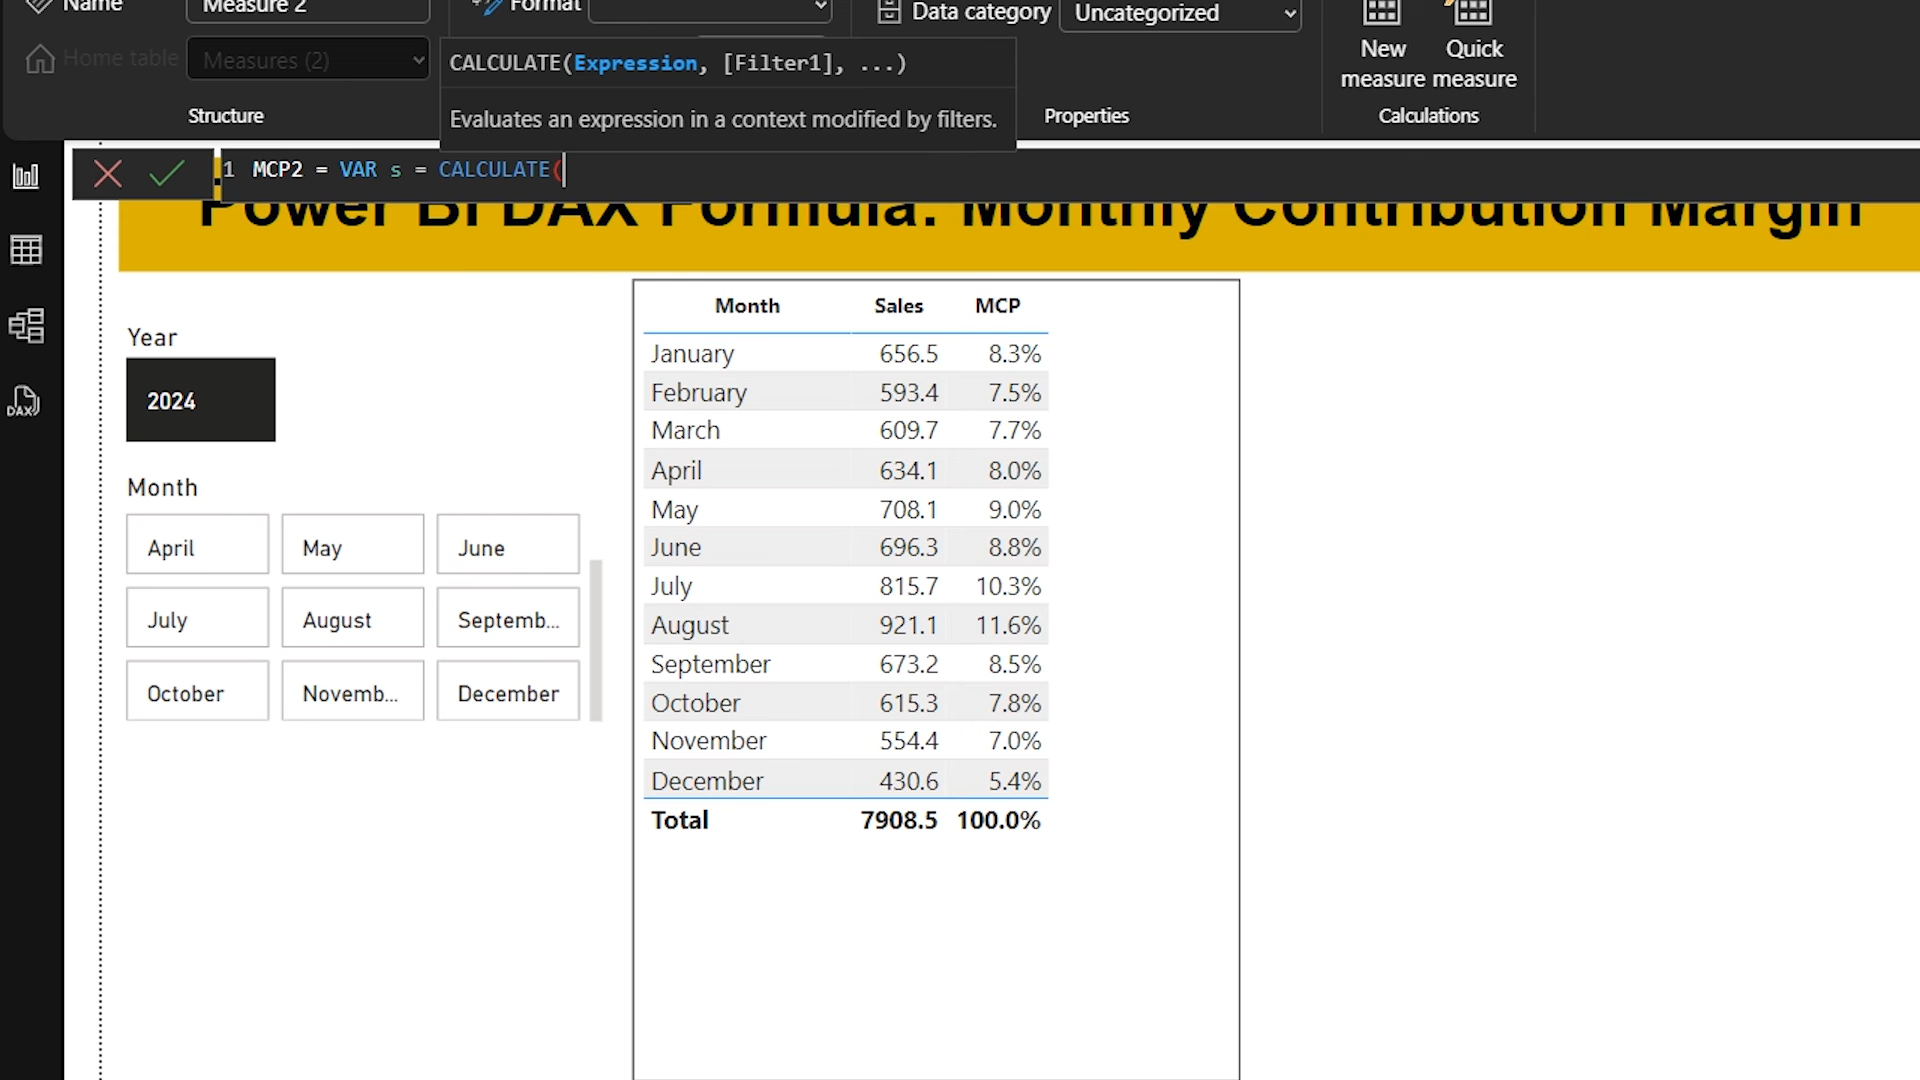 Name
Measure 2
Format
Data category
Uncategorized
New measure
Quick measure
Home table
Measures (2)
Structure
Properties
Calculations
CALCULATE(Expression, [Filter1], ...)
Evaluates an expression in a context modified by filters.
1 MCP2 = VAR s = CALCULATE(
Power BI DAX Formula: Monthly Contribution Margin
Year
2024
Month
April May June
July August Septemb...
October Novemb... December
Month Sales MCP
January 656.5 8.3%
February 593.4 7.5%
March 609.7 7.7%
April 634.1 8.0%
May 708.1 9.0%
June 696.3 8.8%
July 815.7 10.3%
August 921.1 11.6%
September 673.2 8.5%
October 615.3 7.8%
November 554.4 7.0%
December 430.6 5.4%
Total 7908.5 100.0%
DAX